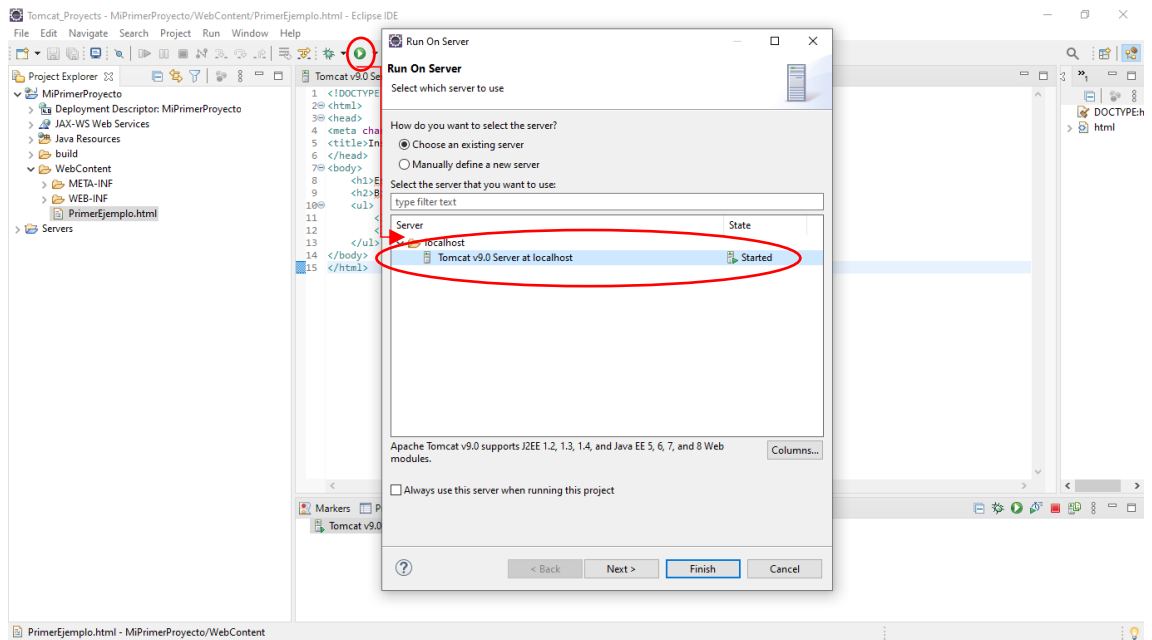 Tomcat_Proyects - MiPrimerProyecto/WebContent/PrimerEjemplo.html - Eclipse IDE
File Edit Navigate Search Project Run Window Help
Project Explorer
MiPrimerProyecto
Deployment Descriptor: MiPrimerProyecto
JAX-WS Web Services
Java Resources
build
WebContent
META-INF
WEB-INF
PrimerEjemplo.html
Servers
Tomcat v9.0 Se
1 <!DOCTYPE
2 <html>
3 <head>
4 <meta cha
5 <title>In
6 </head>
7 <body>
8 <h1>E
9 <h2>B
10 <ul>
11 <
12 <
13 </ul>
14 </body>
15 </html>
Run On Server
Run On Server
Select which server to use
How do you want to select the server?
Choose an existing server
Manually define a new server
Select the server that you want to use:
type filter text
Server State
localhost
Tomcat v9.0 Server at localhost Started
Apache Tomcat v9.0 supports J2EE 1.2, 1.3, 1.4, and Java EE 5, 6, 7, and 8 Web
modules.
Columns...
Always use this server when running this project
< Back Next > Finish Cancel
DOCTYPE:h
html
Markers P
Tomcat v9.0
PrimerEjemplo.html - MiPrimerProyecto/WebContent